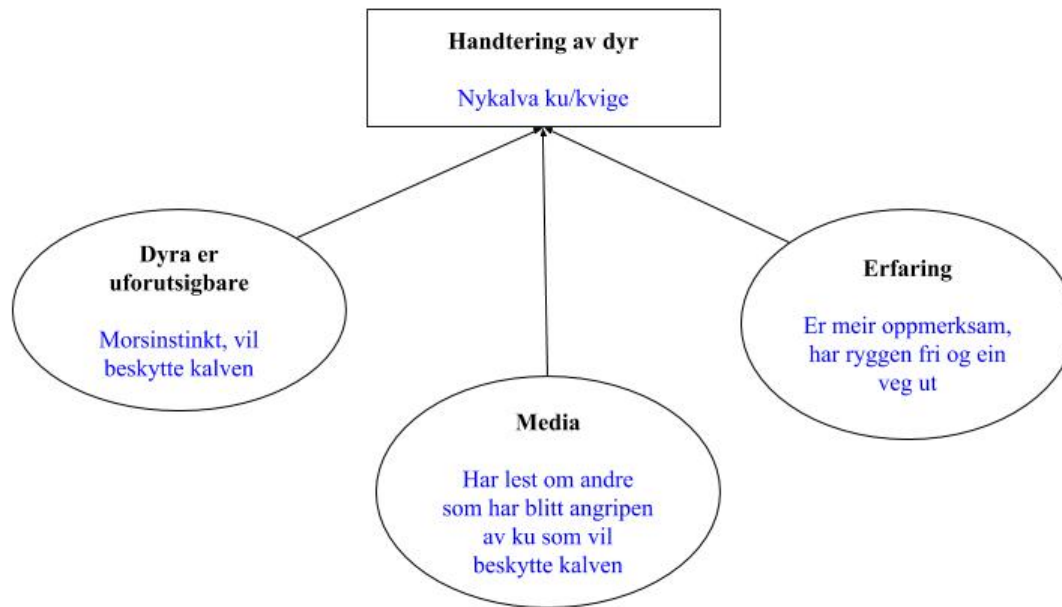 Handtering av dyr
Nykalva ku/kvige
Dyra er
uforutsigbare
Morsinstinkt, vil
beskytte kalven
Media
Har lest om andre
som har blitt angripen
av ku som vil
beskytte kalven
Erfaring
Er meir oppmerksam,
har ryggen fri og ein
veg ut